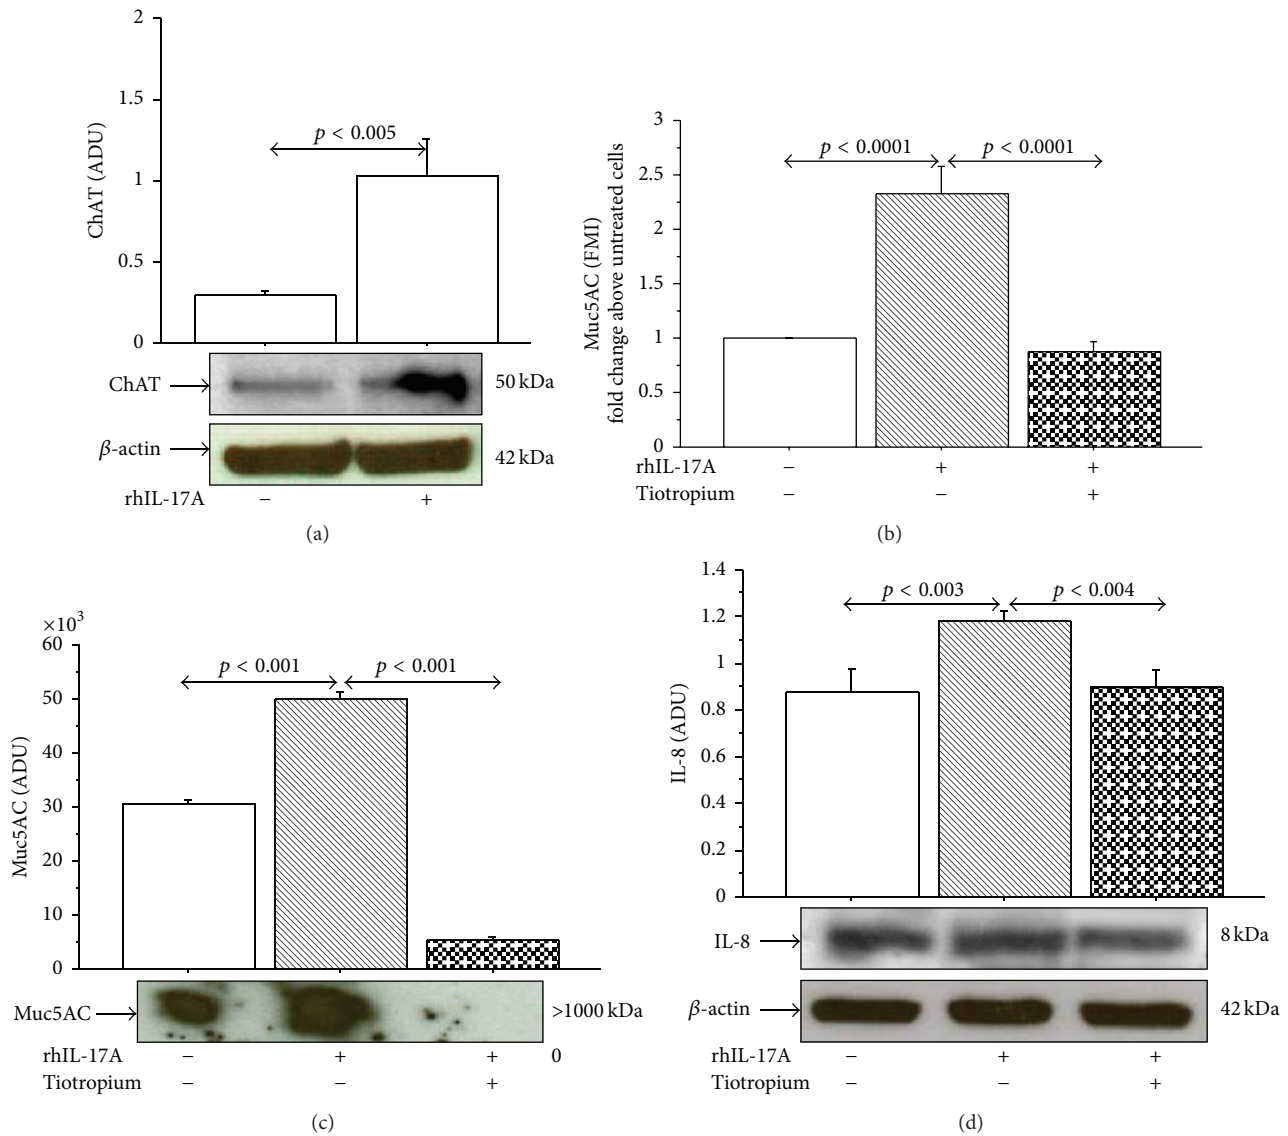 2
1.5
1
0.5
0
ChAT (ADU)
p < 0.005
ChAT
50 kDa
β-actin
42 kDa
rhIL-17A − +
(a)
3
2.5
2
1.5
1
0.5
0
Muc5AC (FMI)
fold change above untreated cells
p < 0.0001 p < 0.0001
rhIL-17A − + +
Tiotropium − − +
(b)
×10³
60
50
40
30
20
10
0
Muc5AC (ADU)
p < 0.001 p < 0.001
Muc5AC
>1000 kDa
rhIL-17A − + + 0
Tiotropium − − +
(c)
1.4
1.2
1
0.8
0.6
0.4
0.2
0
IL-8 (ADU)
p < 0.003 p < 0.004
IL-8
8 kDa
β-actin
42 kDa
rhIL-17A − + +
Tiotropium − − +
(d)